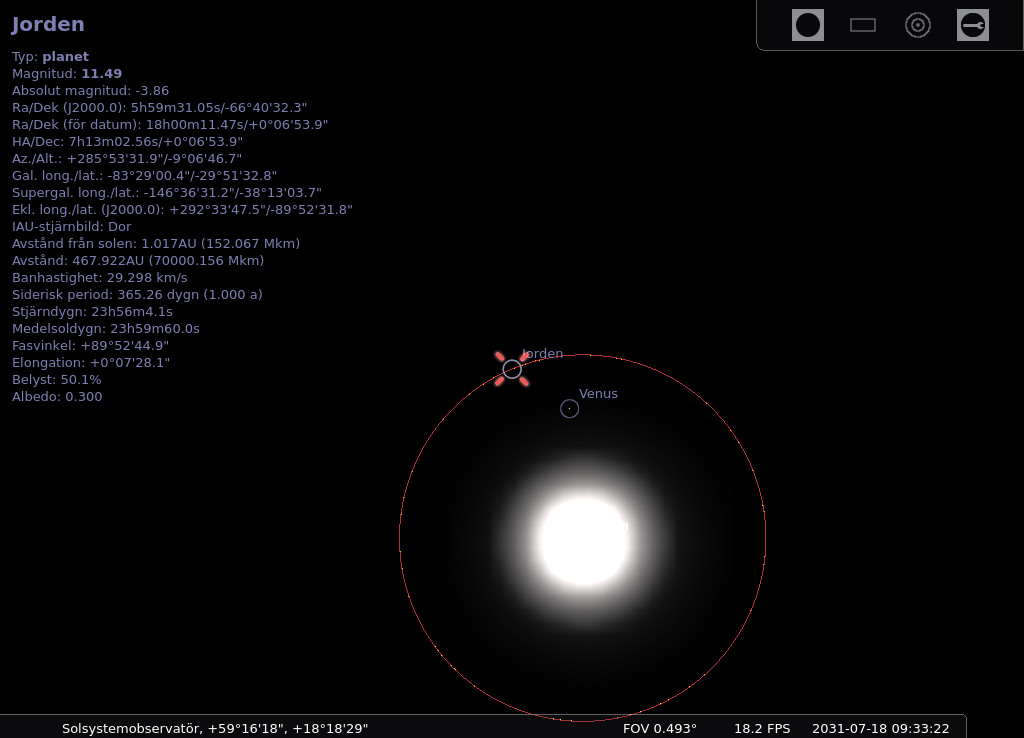 Jorden
Typ: planet
Magnitud: 11.49
Absolut magnitud: -3.86
Ra/Dek (J2000.0): 5h59m31.05s/-66°40'32.3"
Ra/Dek (för datum): 18h00m11.47s/+0°06'53.9"
HA/Dec: 7h13m02.56s/+0°06'53.9"
Az./Alt.: +285°53'31.9"/-9°06'46.7"
Gal. long./lat.: -83°29'00.4"/-29°51'32.8"
Supergal. long./lat.: -146°36'31.2"/-38°13'03.7"
Ekl. long./lat. (J2000.0): +292°33'47.5"/-89°52'31.8"
IAU-stjärnbild: Dor
Avstånd från solen: 1.017AU (152.067 Mkm)
Avstånd: 467.922AU (70000.156 Mkm)
Banhastighet: 29.298 km/s
Siderisk period: 365.26 dygn (1.000 a)
Stjärndygn: 23h56m4.1s
Medelsoldygn: 23h59m60.0s
Fasvinkel: +89°52'44.9"
Elongation: +0°07'28.1"
Belyst: 50.1%
Albedo: 0.300
Jorden
Venus
Solsystemobservatör, +59°16'18", +18°18'29" FOV 0.493° 18.2 FPS 2031-07-18 09:33:22